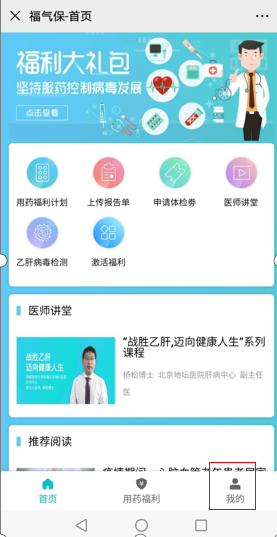 福气保-首页
福利大礼包
坚持服药控制病毒发展
点击查看
用药福利计划
上传报告单
申请体检券
医师讲堂
乙肝病毒检测
激活福利
医师讲堂
战胜乙肝,
迈向健康人生”
“战胜乙肝,迈向健康人生”系列
课程
杨松博士 北京地坛医院肝病中心 副主任
医
推荐阅读
首页
用药福利
我的